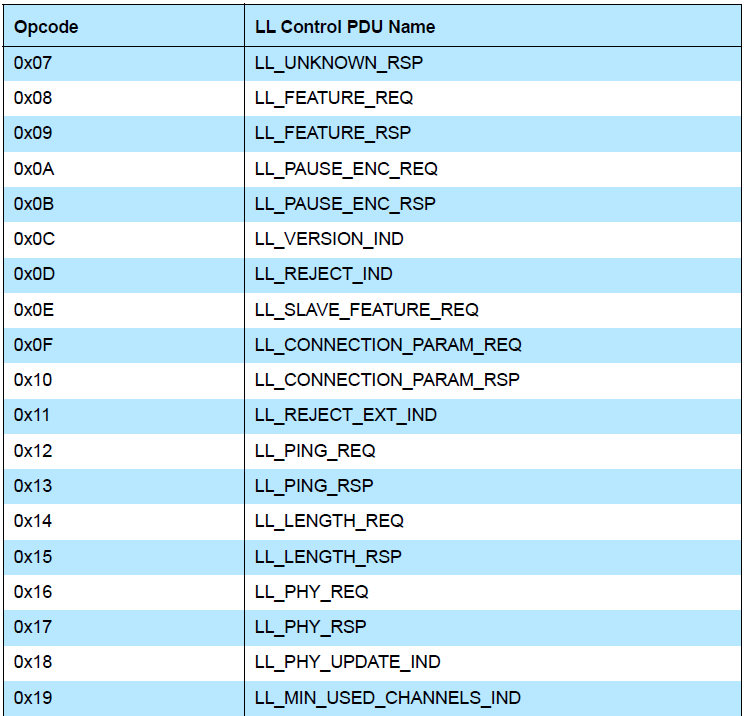 Opcode LL Control PDU Name
0x07 LL_UNKNOWN_RSP
0x08 LL_FEATURE_REQ
0x09 LL_FEATURE_RSP
0x0A LL_PAUSE_ENC_REQ
0x0B LL_PAUSE_ENC_RSP
0x0C LL_VERSION_IND
0x0D LL_REJECT_IND
0x0E LL_SLAVE_FEATURE_REQ
0x0F LL_CONNECTION_PARAM_REQ
0x10 LL_CONNECTION_PARAM_RSP
0x11 LL_REJECT_EXT_IND
0x12 LL_PING_REQ
0x13 LL_PING_RSP
0x14 LL_LENGTH_REQ
0x15 LL_LENGTH_RSP
0x16 LL_PHY_REQ
0x17 LL_PHY_RSP
0x18 LL_PHY_UPDATE_IND
0x19 LL_MIN_USED_CHANNELS_IND